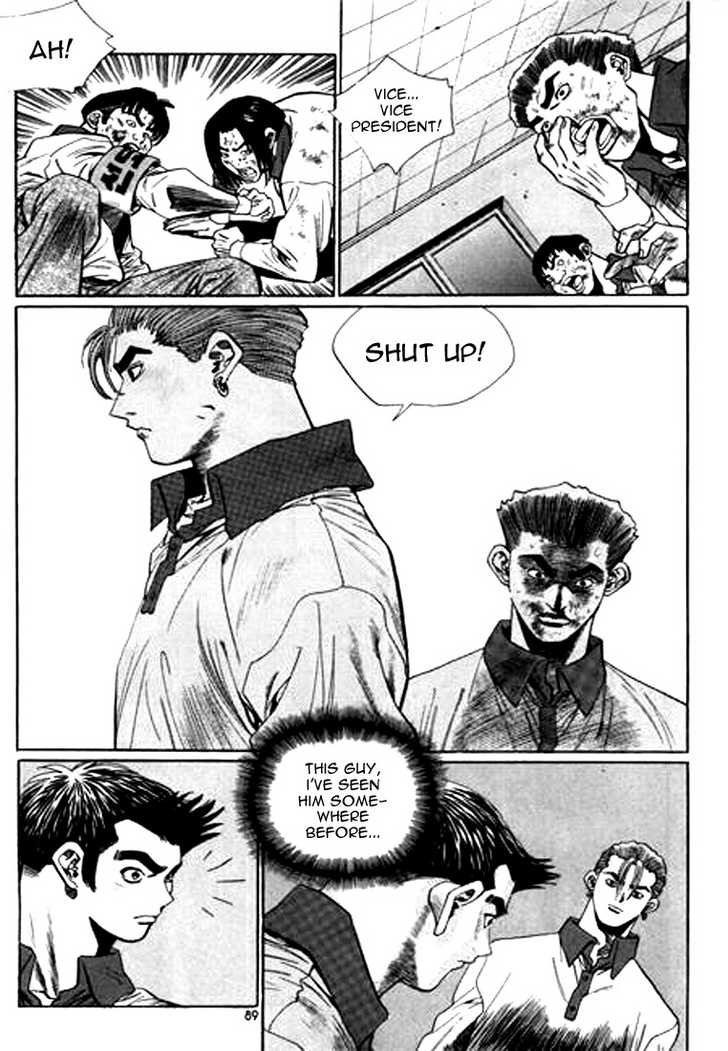 AH!
VICE...
VICE
PRESIDENT!
SHUT UP!
THIS GUY,
I'VE SEEN
HIM SOME-
WHERE
BEFORE...
89